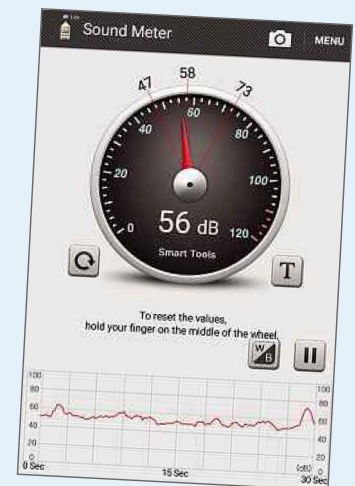 Sound Meter
MENU
47
58
73
40
60
80
20
100
0
56 dB
120
Smart Tools
T
To reset the values,
hold your finger on the middle of the wheel.
W
B
100
100
80
80
60
60
40
40
20
20
0
(dB) 0
0 Sec
15 Sec
30 Sec